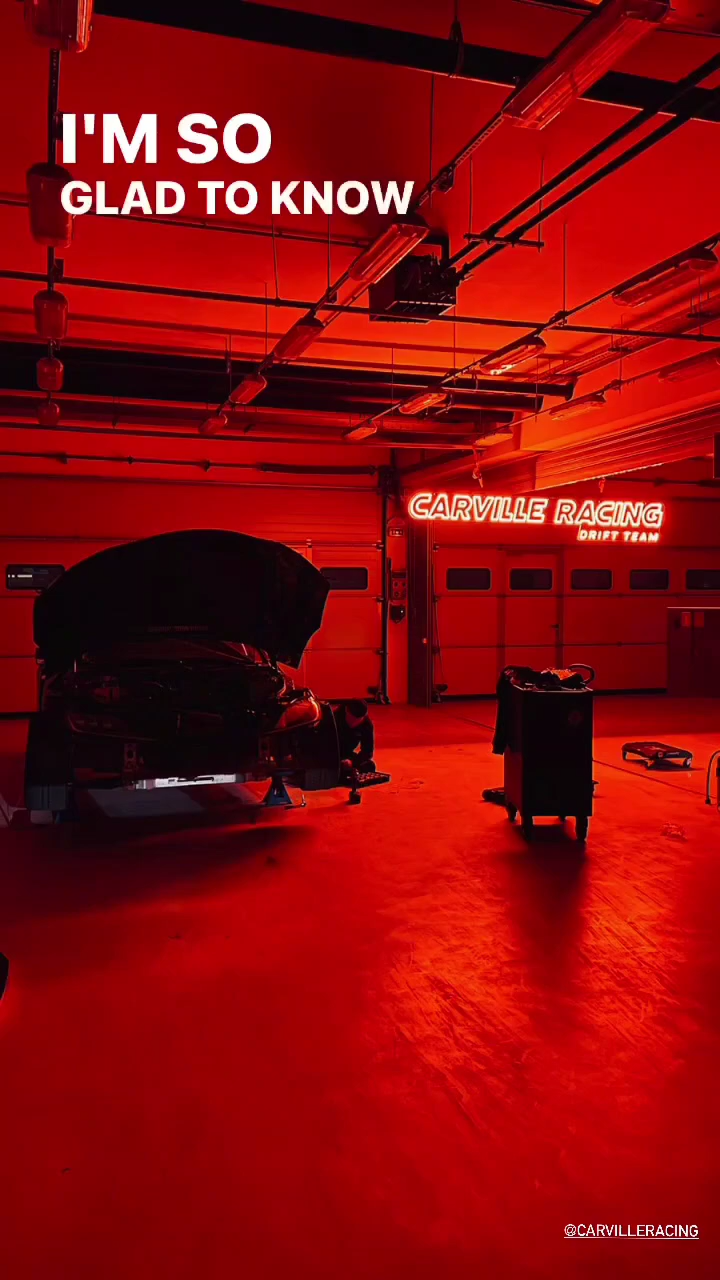 I'M SO
GLAD TO KNOW
CARVILLE RACING
DRIFT TEAM
@CARVILLERACING